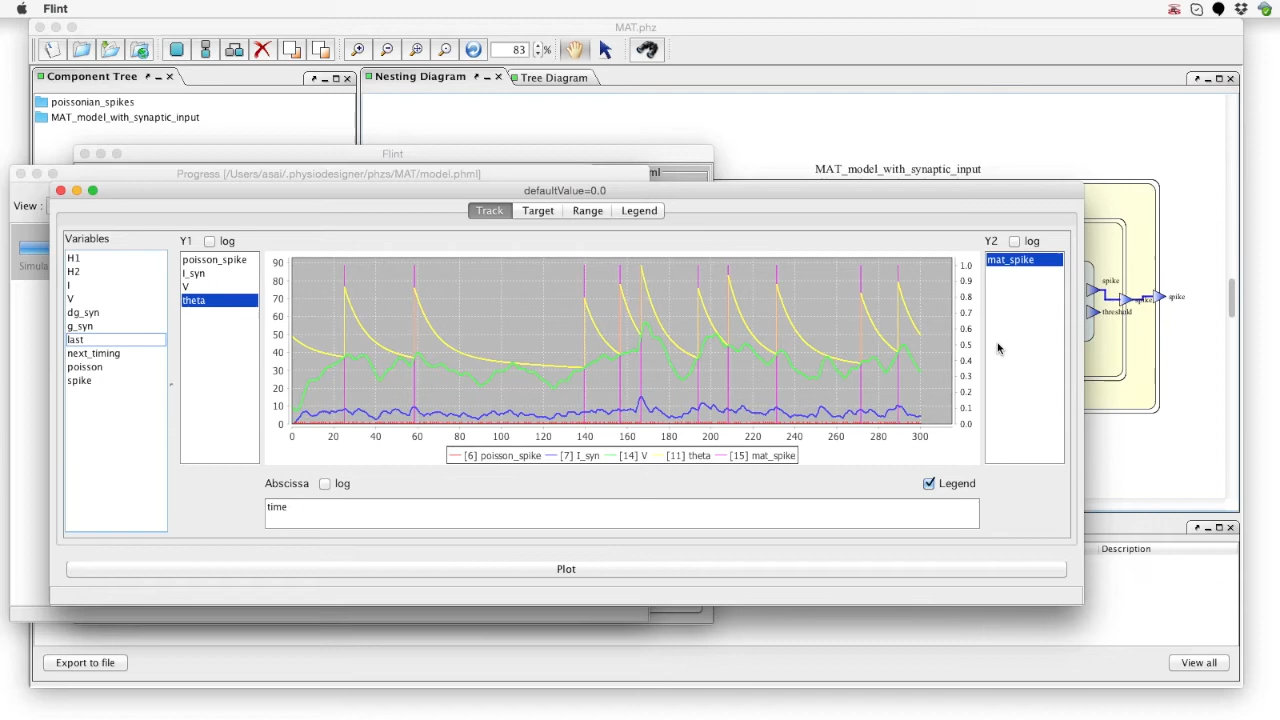 Flint
MAT.phz
83 %
Component Tree
Nesting Diagram
Tree Diagram
poissonian_spikes
MAT_model_with_synaptic_input
Flint
MAT_model_with_synaptic_input
Progress [/Users/asai/.physiodesigner/phzs/MAT/model.phml]
ml
View :
defaultValue=0.0
Track Target Range Legend
Variables
Y1 log
Y2 log
H1
H2
I
V
dg_syn
g_syn
last
next_timing
poisson
spike
poisson_spike
I_syn
V
theta
mat_spike
90
80
70
60
50
40
30
20
10
0
1.0
0.9
0.8
0.7
0.6
0.5
0.4
0.3
0.2
0.1
0.0
0 20 40 60 80 100 120 140 160 180 200 220 240 260 280 300
[6] poisson_spike [7] I_syn [14] V [11] theta [15] mat_spike
Abscissa log
Legend
time
Plot
Simula
spike
spike
spike
threshold
Description
Export to file
View all